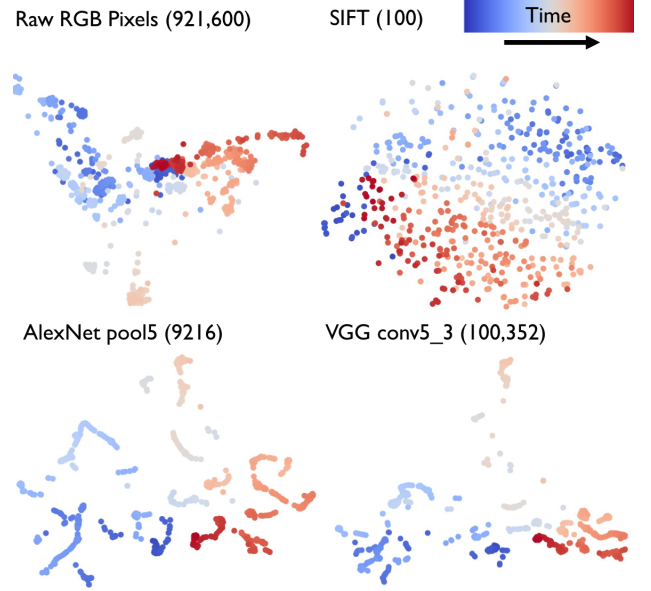 Raw RGB Pixels (921,600)
SIFT (100)
Time
AlexNet pool5 (9216)
VGG conv5_3 (100,352)